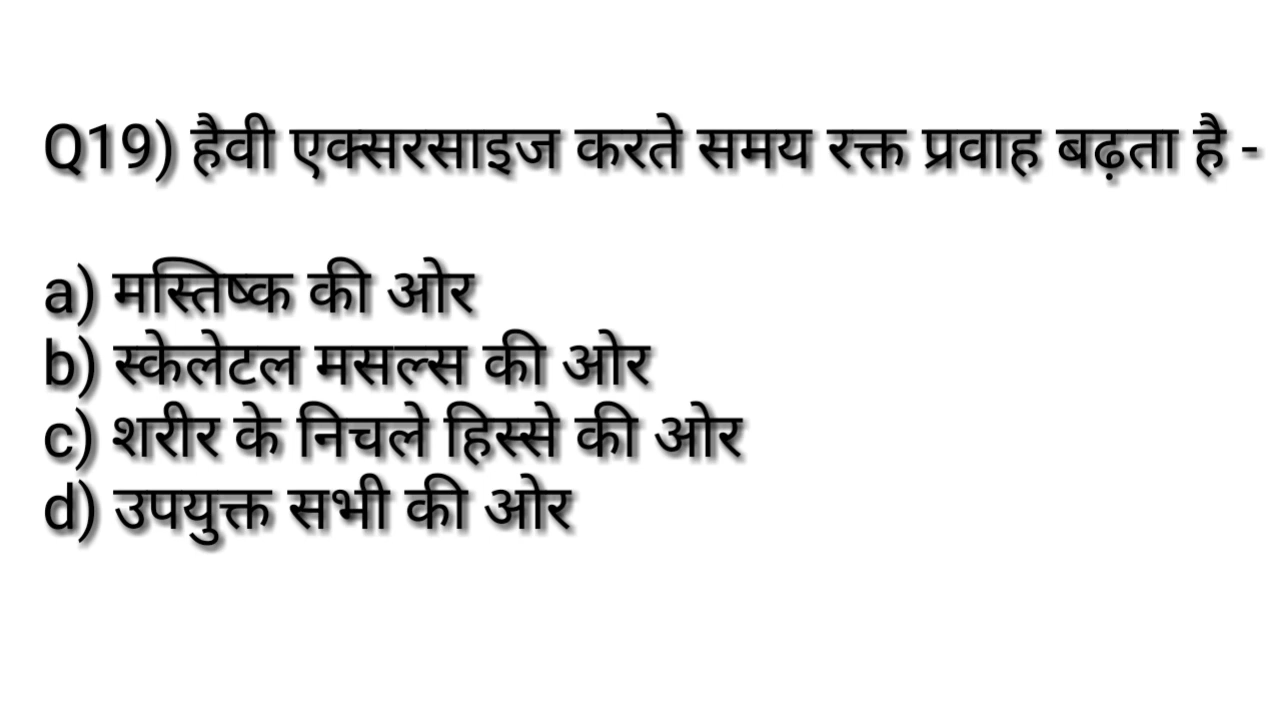 Q19) हैवी एक्सरसाइज करते समय रक्त प्रवाह बढ़ता है -
a) मस्तिष्क की ओर
b) स्केलेटल मसल्स की ओर
c) शरीर के निचले हिस्से की ओर
d) उपयुक्त सभी की ओर